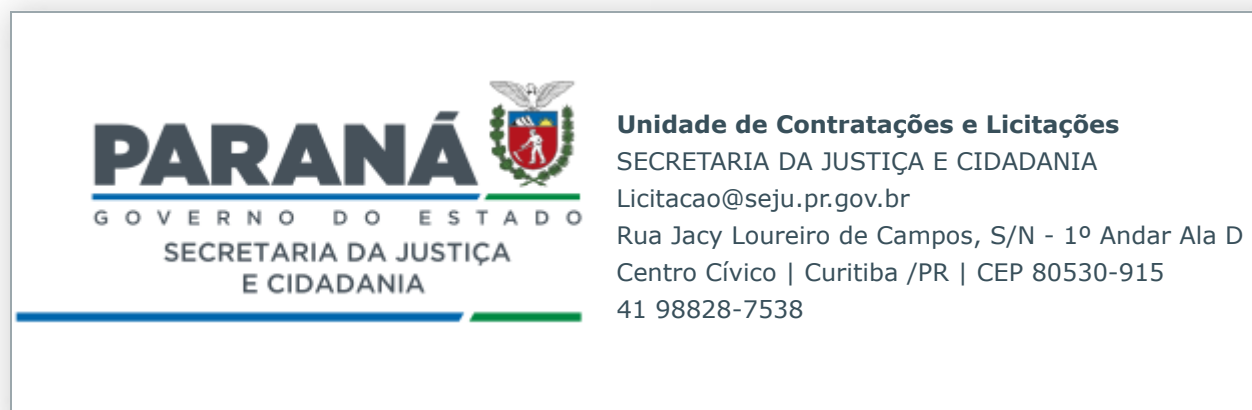 PARANÁ
GOVERNO DO ESTADO
SECRETARIA DA JUSTIÇA
E CIDADANIA
Unidade de Contratações e Licitações
SECRETARIA DA JUSTIÇA E CIDADANIA
Licitacao@seju.pr.gov.br
Rua Jacy Loureiro de Campos, S/N - 1º Andar Ala D
Centro Cívico | Curitiba /PR | CEP 80530-915
41 98828-7538